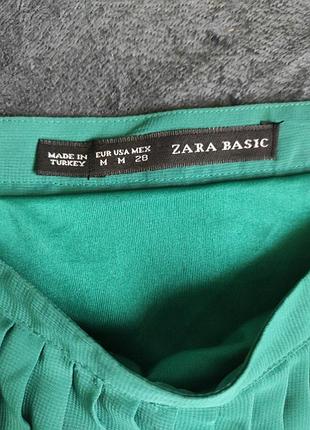 MADE IN
TURKEY
EUR USA MEX
M M 28
ZARA BASIC